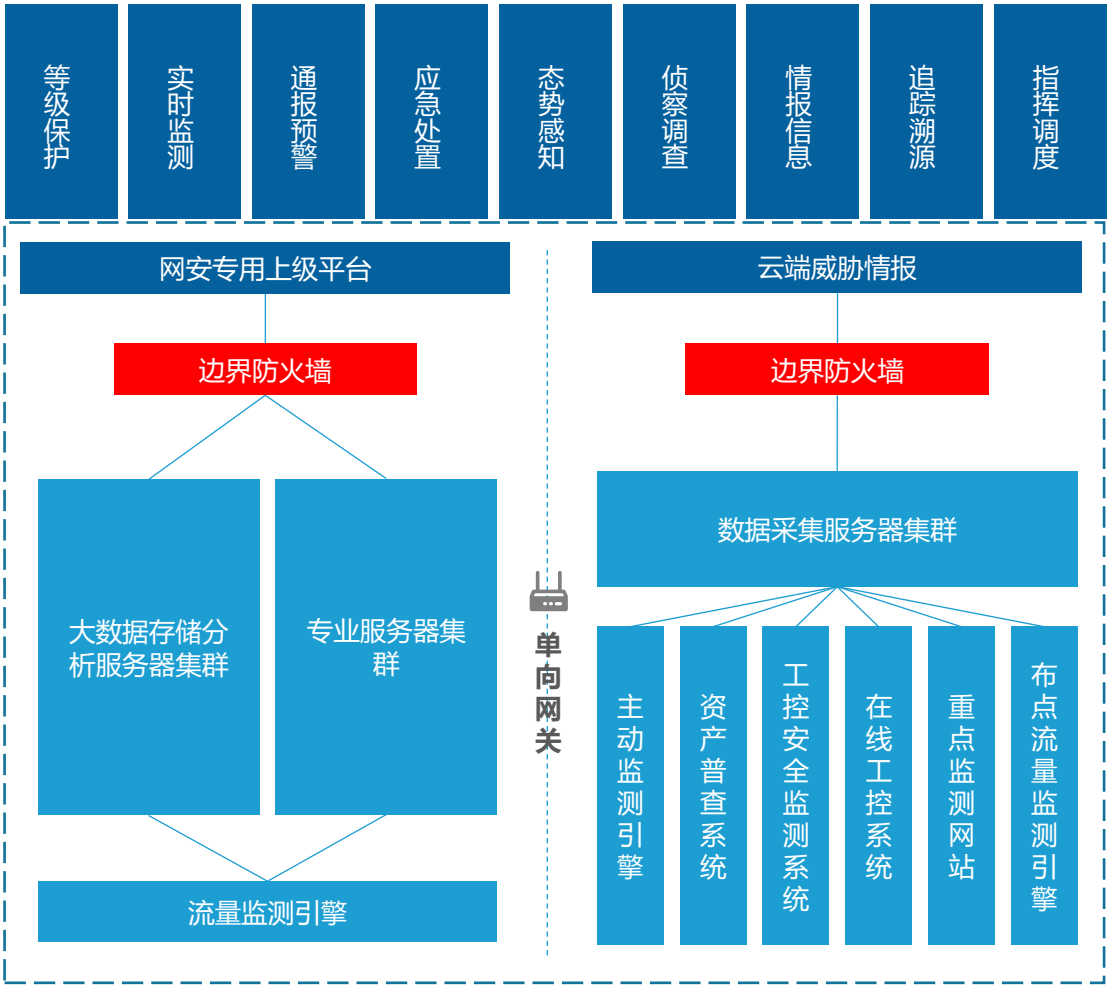 等级保护
实时监测
通报预警
应急处置
态势感知
侦察调查
情报信息
追踪溯源
指挥调度
网安专用上级平台
边界防火墙
大数据存储分
析服务器集群
专业服务器集
群
流量监测引擎
单向网关
云端威胁情报
边界防火墙
数据采集服务器集群
主动监测引擎
资产普查系统
工控安全监测系统
在线工控系统
重点监测网站
布点流量监测引擎